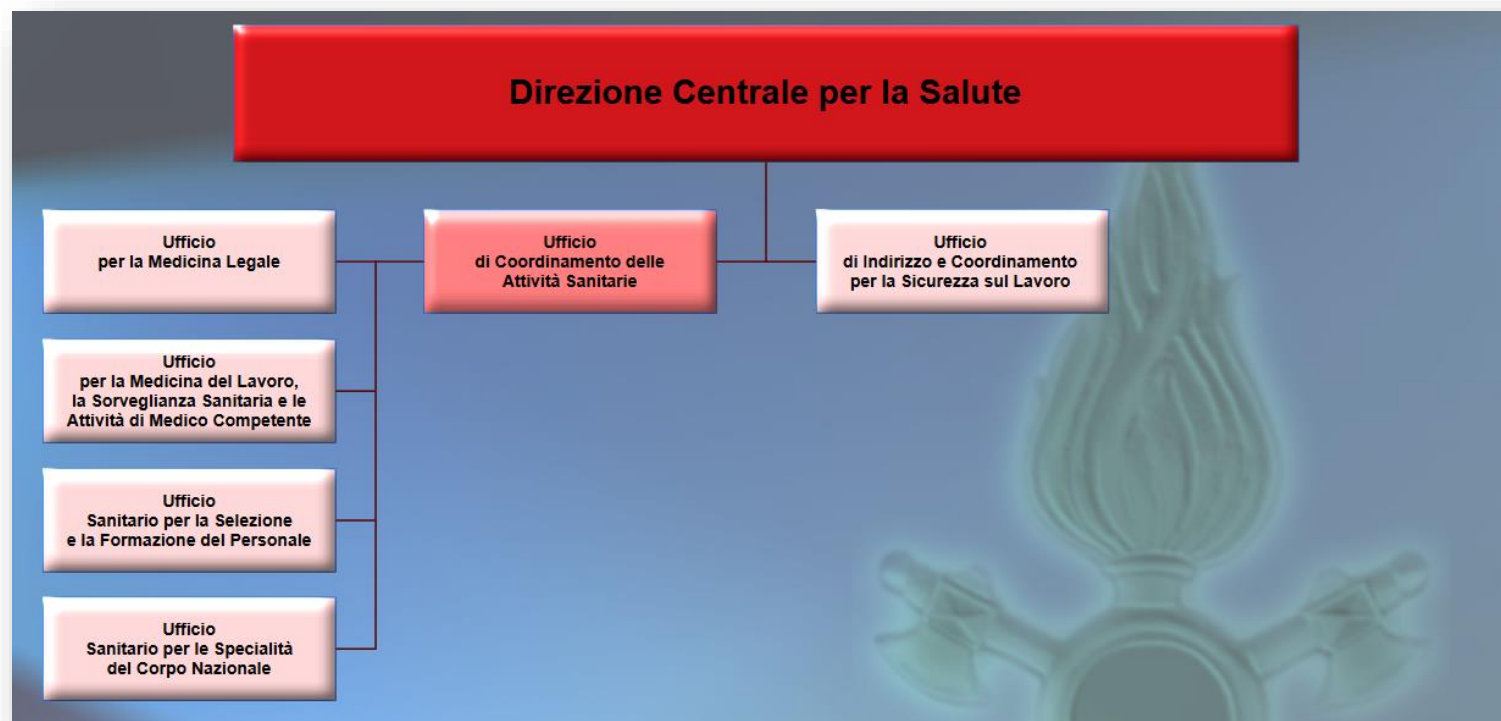 Direzione Centrale per la Salute
Ufficio
per la Medicina Legale
Ufficio
di Coordinamento delle
Attività Sanitarie
Ufficio
di Indirizzo e Coordinamento
per la Sicurezza sul Lavoro
Ufficio
per la Medicina del Lavoro,
la Sorveglianza Sanitaria e le
Attività di Medico Competente
Ufficio
Sanitario per la Selezione
e la Formazione del Personale
Ufficio
Sanitario per le Specialità
del Corpo Nazionale